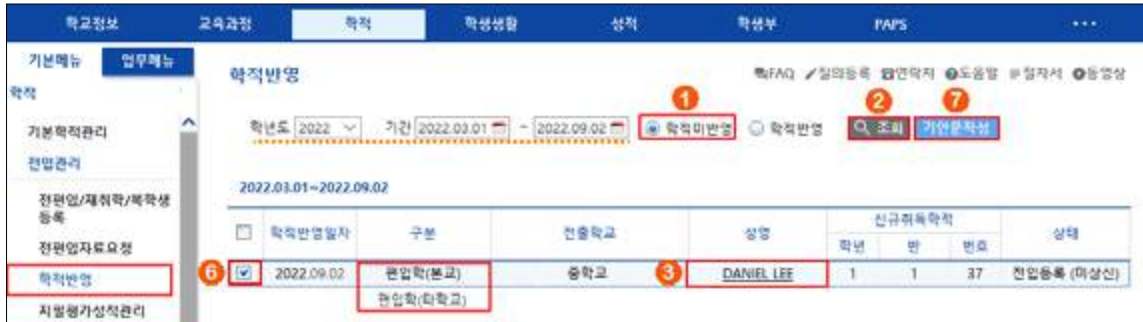 학교정보 교육과정 학적 학생생활 성적 학생부 PAPS ...
기본메뉴 업무메뉴
학적
기본학적관리
전입관리
전편입/재취학/복학생
등록
전편입자료요청
학적반영
지필평가성적관리
학적반영
FAQ 질의등록 연락처 도움말 절차서 동영상
1 2 7
학년도 2022 기간 2022.03.01 ~ 2022.09.02 학적미반영 학적반영 조회 기안문작성
2022.03.01~2022.09.02
학적반영일자 구분 전출학교 성명 신규취득학적 상태
학년 반 번호
6 2022.09.02 편입학(본교) 중학교 3 DANIEL LEE 1 1 37 전입등록 (미상신)
편입학(타학교)